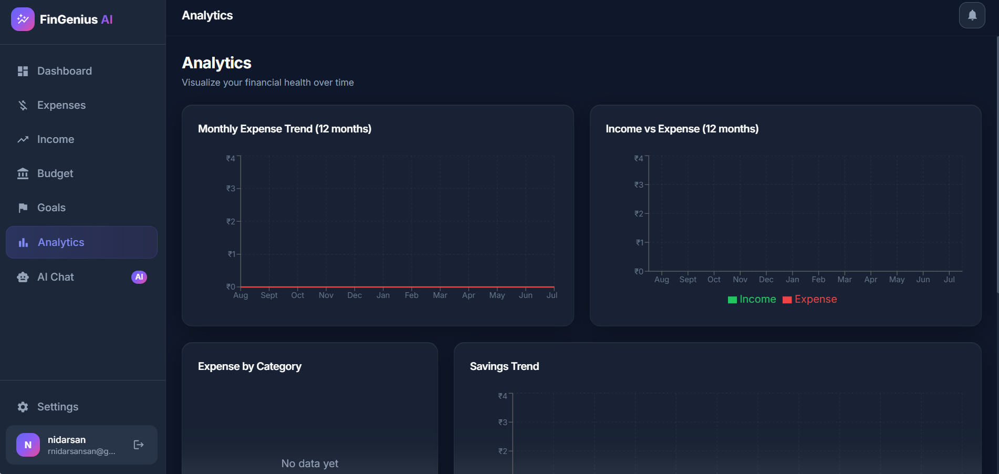 FinGenius AI
Analytics
Dashboard
Expenses
Income
Budget
Goals
Analytics
AI Chat
AI
Settings
N
nidarsan
rnidarsansan@g...
Analytics
Visualize your financial health over time
Monthly Expense Trend (12 months)
₹4
₹3
₹2
₹1
₹0
Aug Sept Oct Nov Dec Jan Feb Mar Apr May Jun Jul
Income vs Expense (12 months)
₹4
₹3
₹2
₹1
₹0
Aug Sept Oct Nov Dec Jan Feb Mar Apr May Jun Jul
Income Expense
Expense by Category
No data yet
Savings Trend
₹4
₹3
₹2